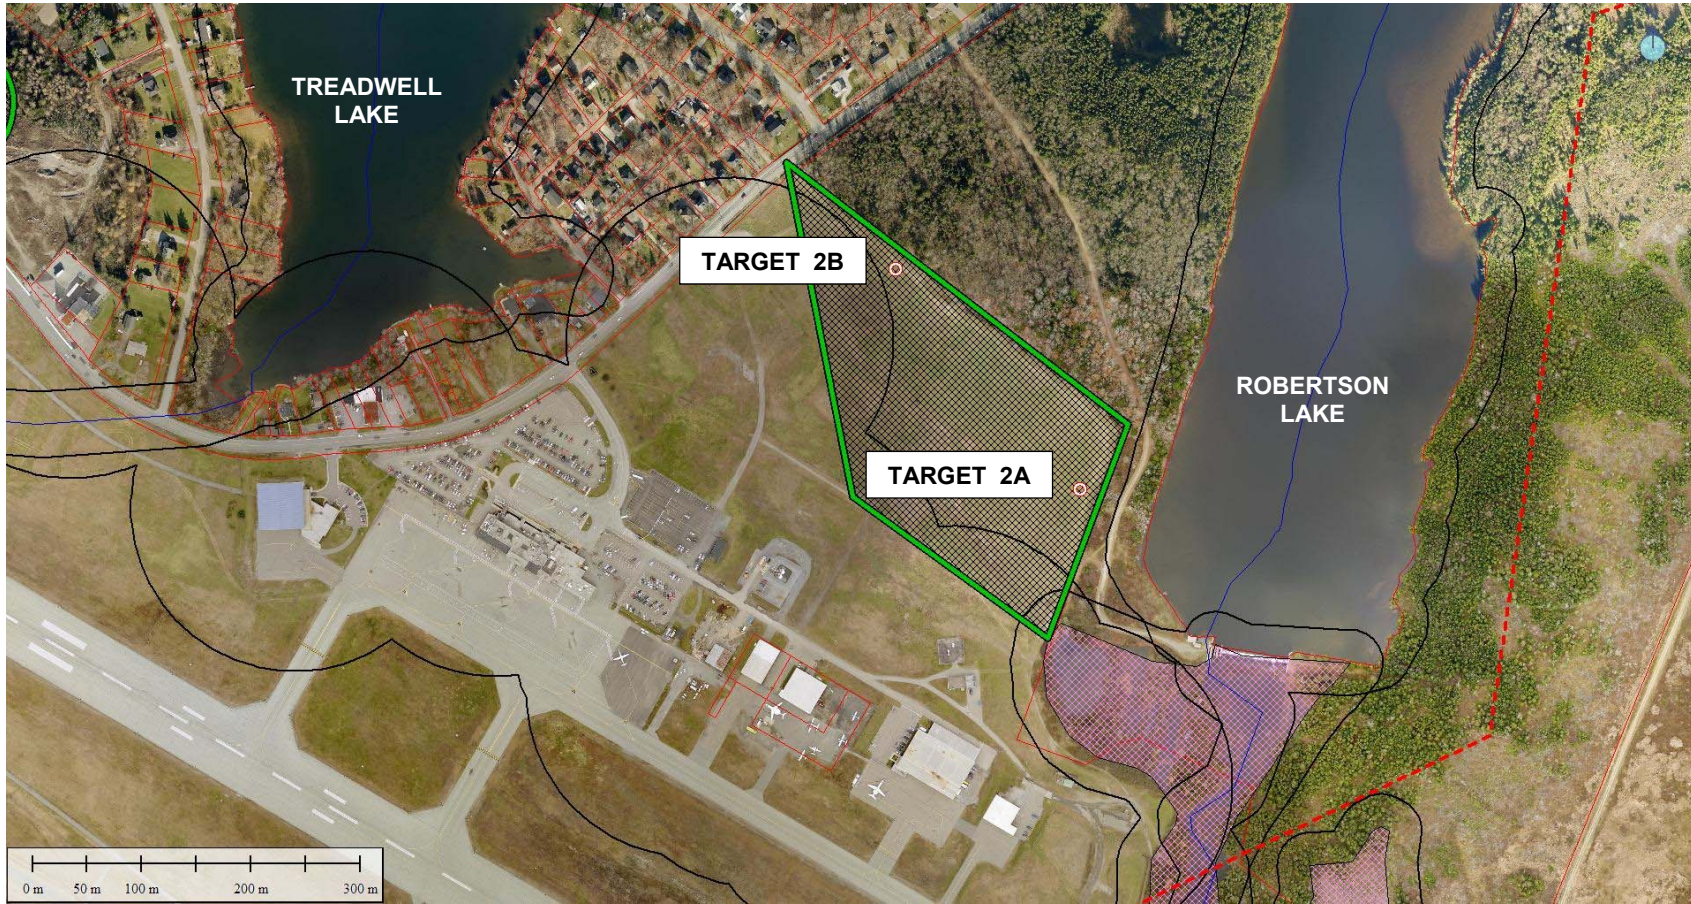 TREADWELL
LAKE
TARGET 2B
ROBERTSON
LAKE
TARGET 2A
0 m 50 m 100 m 200 m 300 m